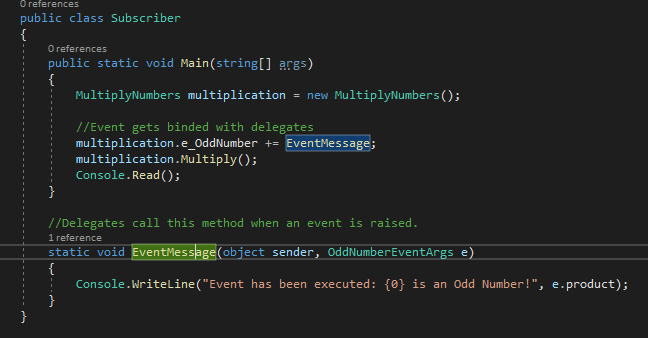 0 references
public class Subscriber
{
0 references
public static void Main(string[] args)
{
MultiplyNumbers multiplication = new MultiplyNumbers();
//Event gets binded with delegates
multiplication.e_OddNumber += EventMessage;
multiplication.Multiply();
Console.Read();
}
//Delegates call this method when an event is raised.
1 reference
static void EventMessage(object sender, OddNumberEventArgs e)
{
Console.WriteLine("Event has been executed: {0} is an Odd Number!", e.product);
}
}